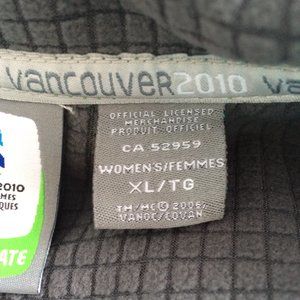 vancouver2010 va
OFFICIAL LICENSED
MERCHANDISE
PRODUIT OFFICIEL
CA 52959
WOMEN'S/FEMMES
XL/TG
TM/MC © 2006,
VANOC/COVAN
2010
MES
QUES
ATE